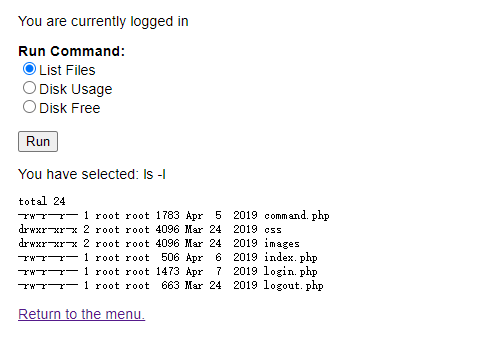 You are currently logged in
Run Command:
List Files
Disk Usage
Disk Free
Run
You have selected: ls -l
total 24
-rw-r--r-- 1 root root 1783 Apr  5  2019 command.php
drwxr-xr-x 2 root root 4096 Mar 24  2019 css
drwxr-xr-x 2 root root 4096 Mar 24  2019 images
-rw-r--r-- 1 root root  506 Apr  6  2019 index.php
-rw-r--r-- 1 root root 1473 Apr  7  2019 login.php
-rw-r--r-- 1 root root  663 Mar 24  2019 logout.php
Return to the menu.